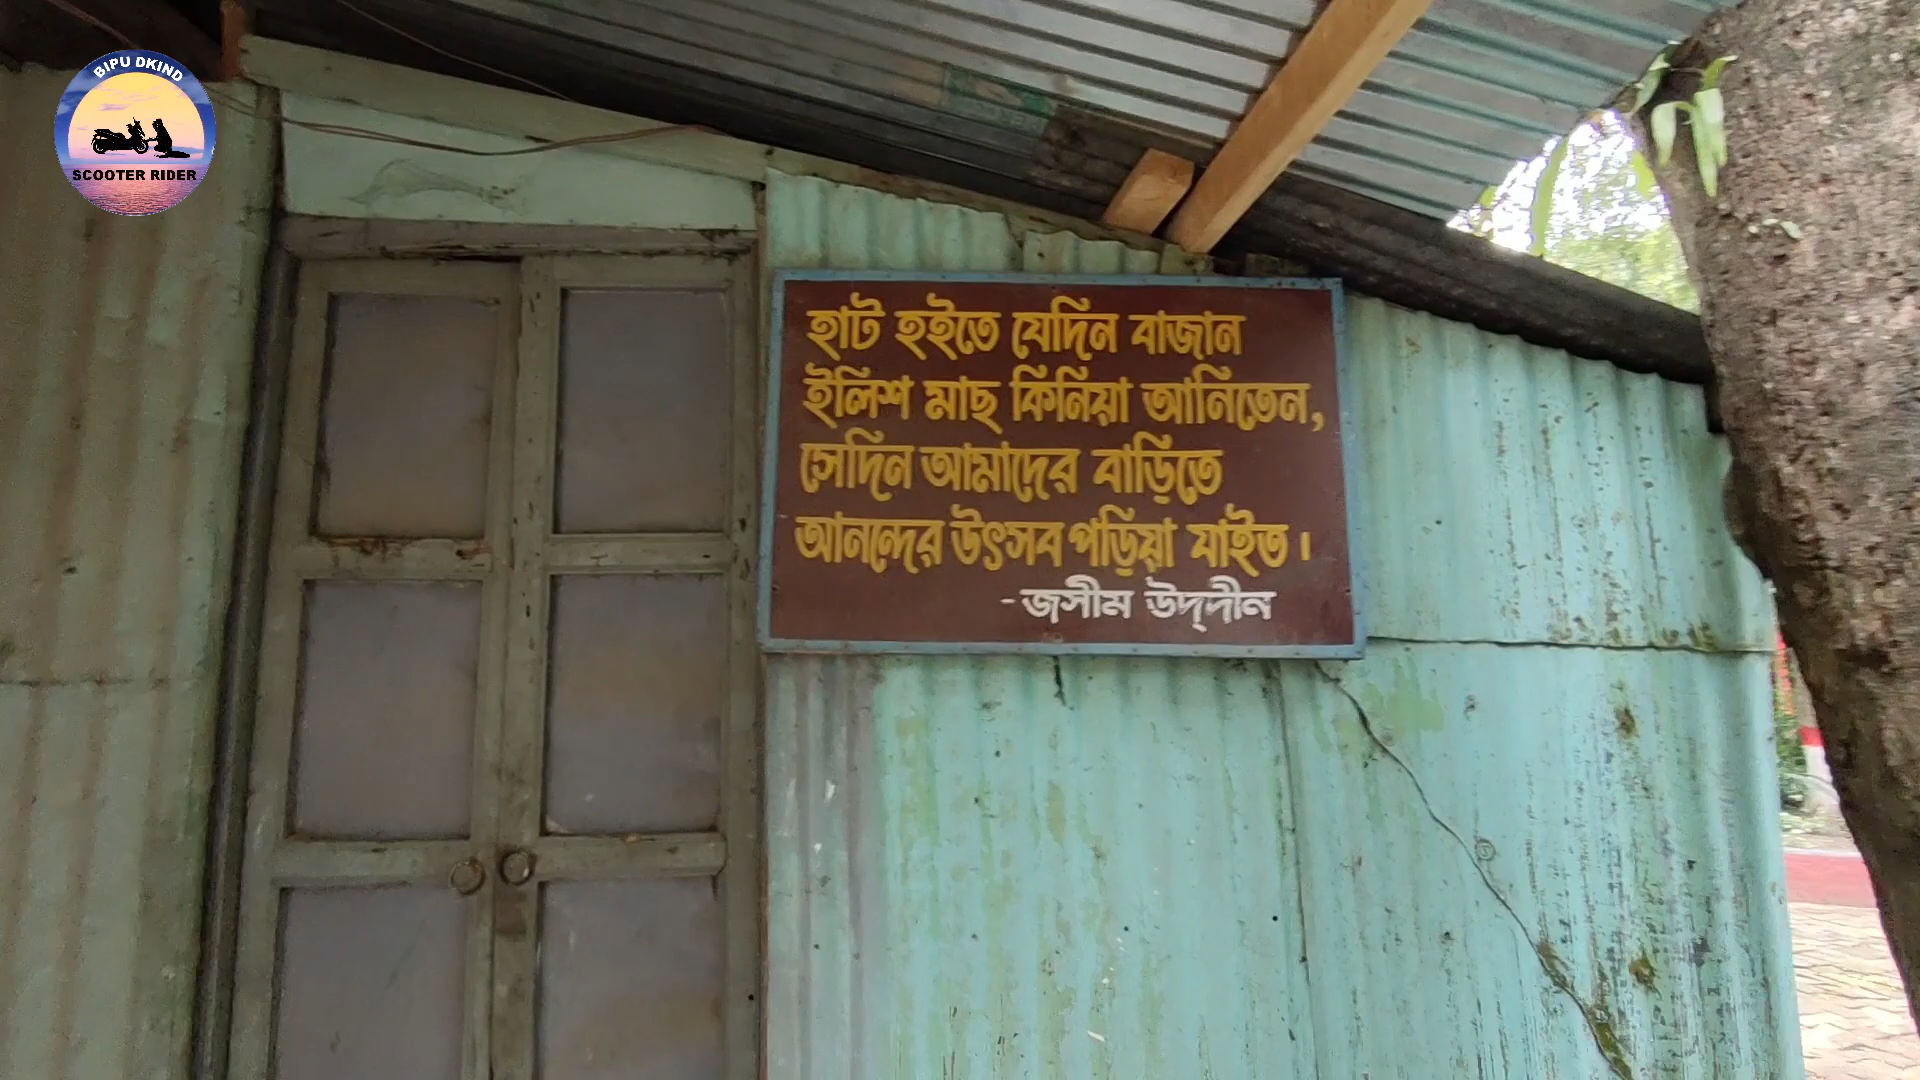 BIPU DKIND
SCOOTER RIDER
হাট হইতে যেদিন বাজান
ইলিশ মাছ কিনিয়া আনিতেন,
সেদিন আমাদের বাড়িতে
আনন্দের উৎসব পড়িয়া যাইত।
-জসীম উদ্‌দীন